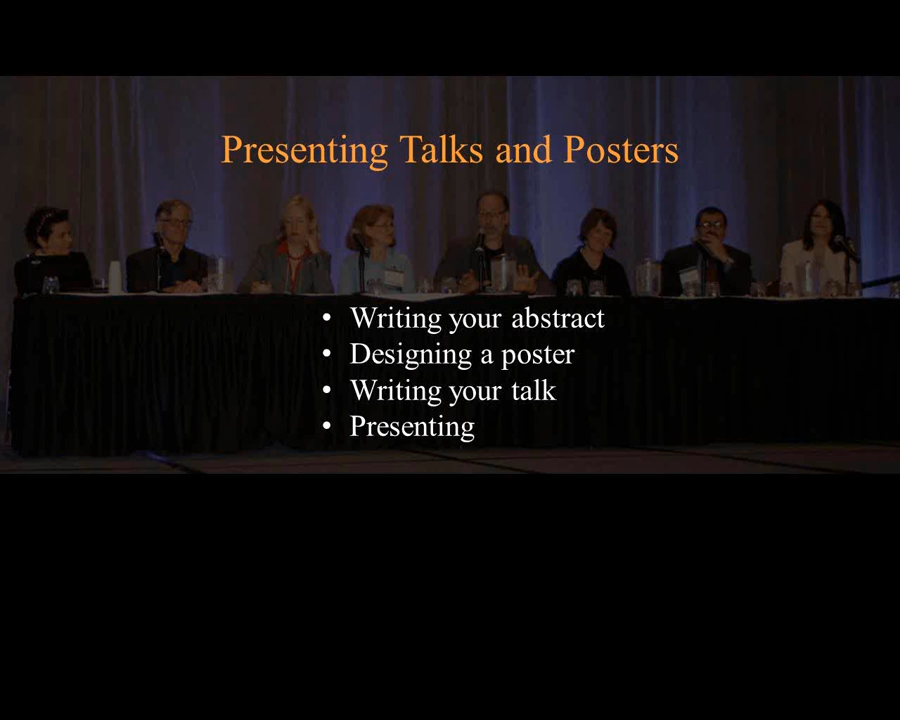 Presenting Talks and Posters
• Writing your abstract
• Designing a poster
• Writing your talk
• Presenting